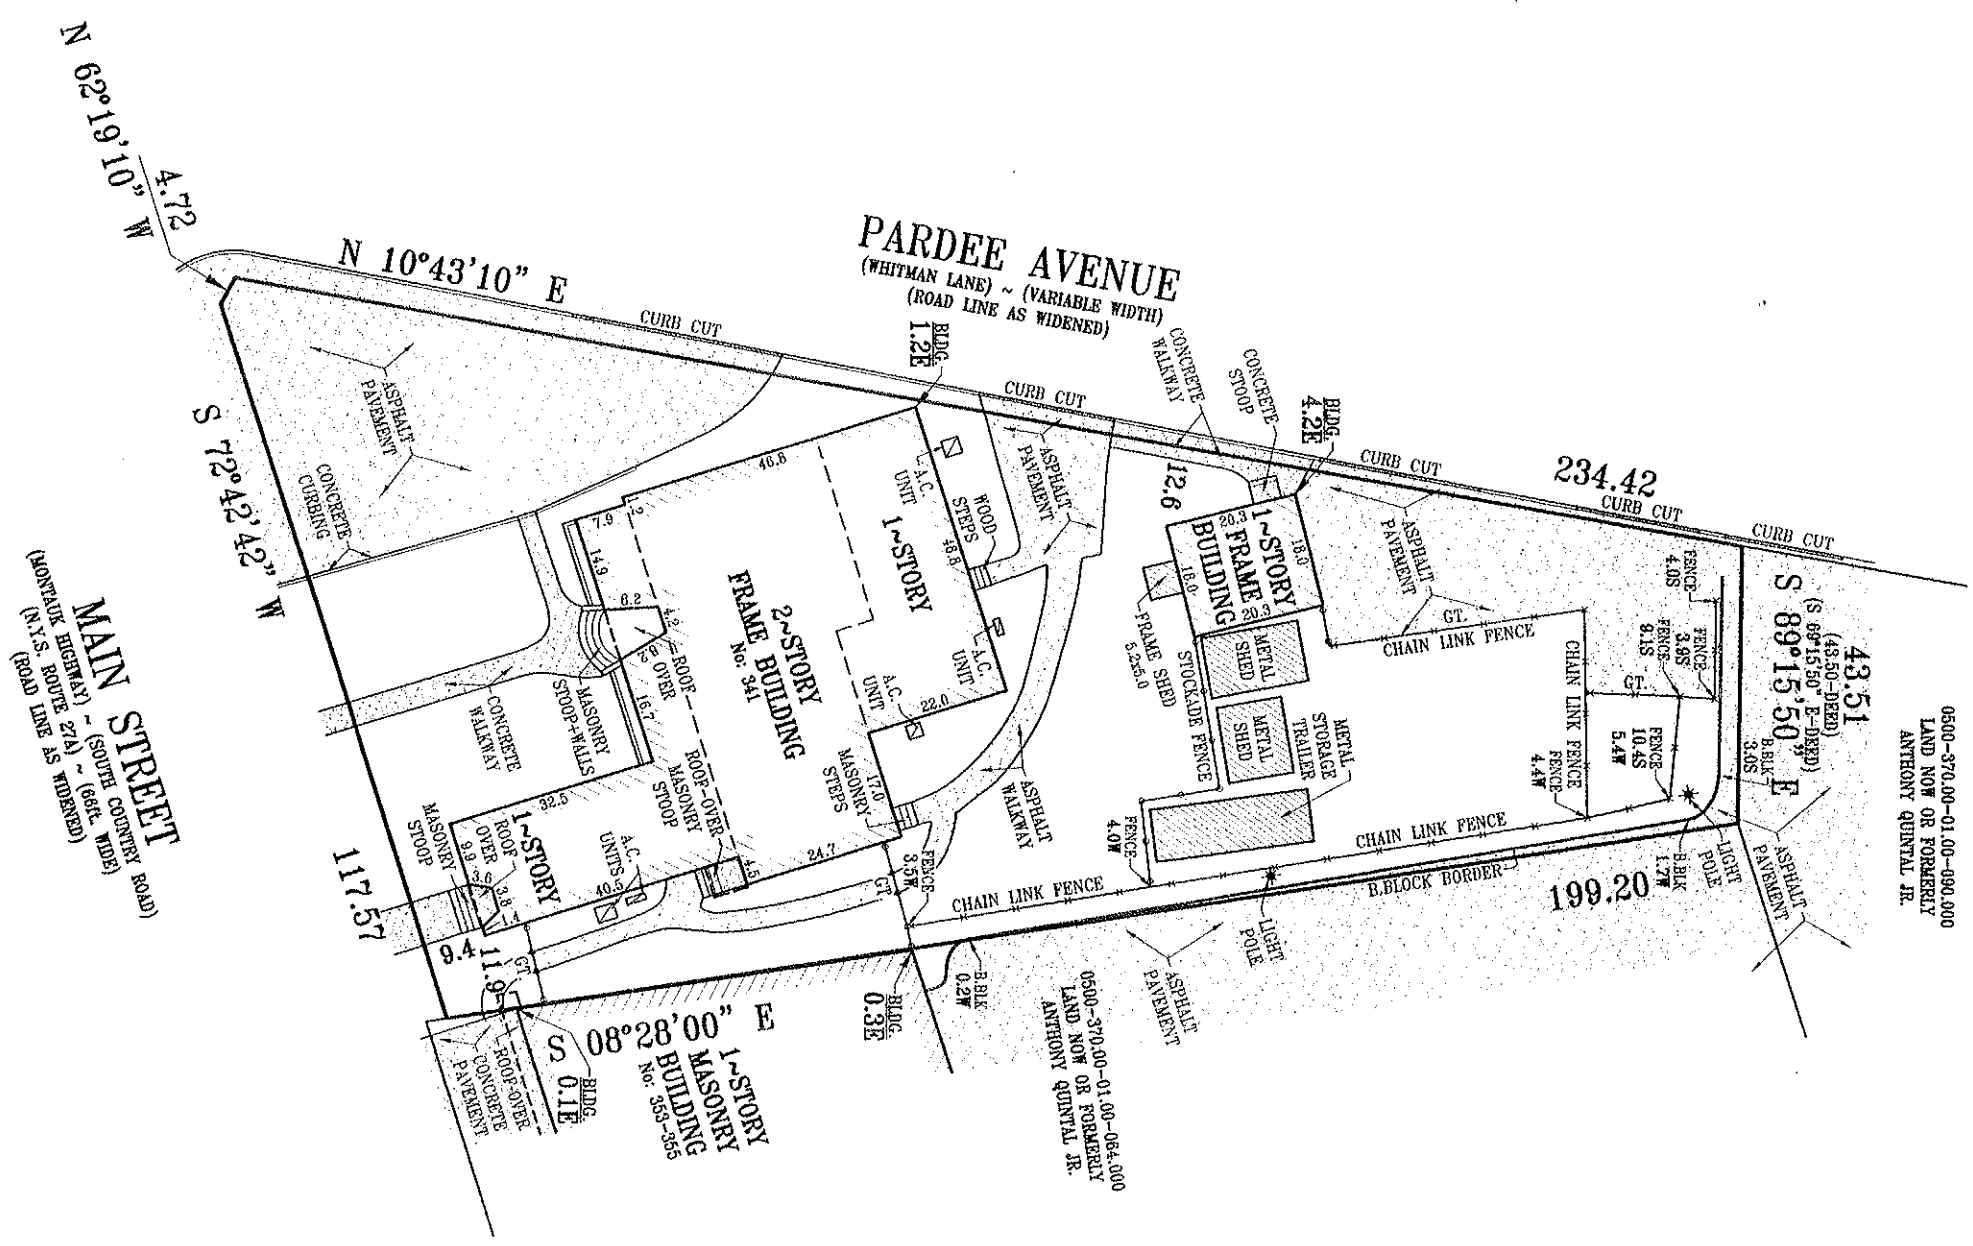 N 62°19'10" W
4.72
N 10°43'10" E
PARDEE AVENUE
(WHITMAN LANE) ~ (VARIABLE WIDTH)
(ROAD LINE AS WIDENED)
CURB CUT
CURB CUT
CURB CUT
CURB CUT
CURB CUT
234.42
BLDG.
1.2E
CONCRETE
WALKWAY
CONCRETE
STOOP
BLDG.
4.2E
43.51
(43.50-DEED)
(S 69°15'50" E-DEED)
S 89°15'50" E
0500-370.00-01.00-090.000
LAND NOW OR FORMERLY
ANTHONY QUINTAL JR.
ASPHALT
PAVEMENT
CONCRETE
CURBING
S 72°42'42" W
117.57
MAIN STREET
(MONTAUK HIGHWAY) ~ (SOUTH COUNTRY ROAD)
(N.Y.S. ROUTE 27A) ~ (66ft. WIDE)
(ROAD LINE AS WIDENED)
46.8
1.2
7.9
14.9
6.2
4.2
8.2
16.7
32.5
ROOF
OVER
MASONRY
STOOP+WALLS
CONCRETE
WALKWAY
A.C.
UNIT
WOOD
STEPS
46.8
1~STORY
2~STORY
FRAME BUILDING
No: 341
A.C.
UNIT
A.C.
UNIT
22.0
17.0
MASONRY
STEPS
24.7
ASPHALT
PAVEMENT
ASPHALT
WALKWAY
ROOF-OVER
MASONRY
STOOP
4.5
A.C.
UNITS
40.5
1~STORY
ROOF
OVER
9.9
3.6
3.8
1.4
MASONRY
STOOP
9.4
11.9
GT.
GT.
FENCE
3.5W
12.6
20.3
1~STORY
FRAME
BUILDING
18.0
18.0
20.3
FRAME SHED
5.2x5.0
METAL
SHED
METAL
SHED
METAL
STORAGE
TRAILER
STOCKADE FENCE
ASPHALT
PAVEMENT
GT.
CHAIN LINK FENCE
CHAIN LINK FENCE
GT.
FENCE
4.0S
FENCE
3.9S
FENCE
8.1S
FENCE
10.4S
5.4W
FENCE
4.4W
B.BLK
3.0S
CHAIN LINK FENCE
FENCE
4.0W
CHAIN LINK FENCE
B.BLOCK BORDER
LIGHT
POLE
B.BLK
1.7W
199.20
ASPHALT
PAVEMENT
LIGHT
POLE
ASPHALT
PAVEMENT
B.BLK
0.2W
BLDG.
0.3E
0500-370.00-01.00-064.000
LAND NOW OR FORMERLY
ANTHONY QUINTAL JR.
S 08°28'00" E
1~STORY
MASONRY
BUILDING
No: 353-355
BLDG.
0.1E
ROOF-OVER
CONCRETE
PAVEMENT